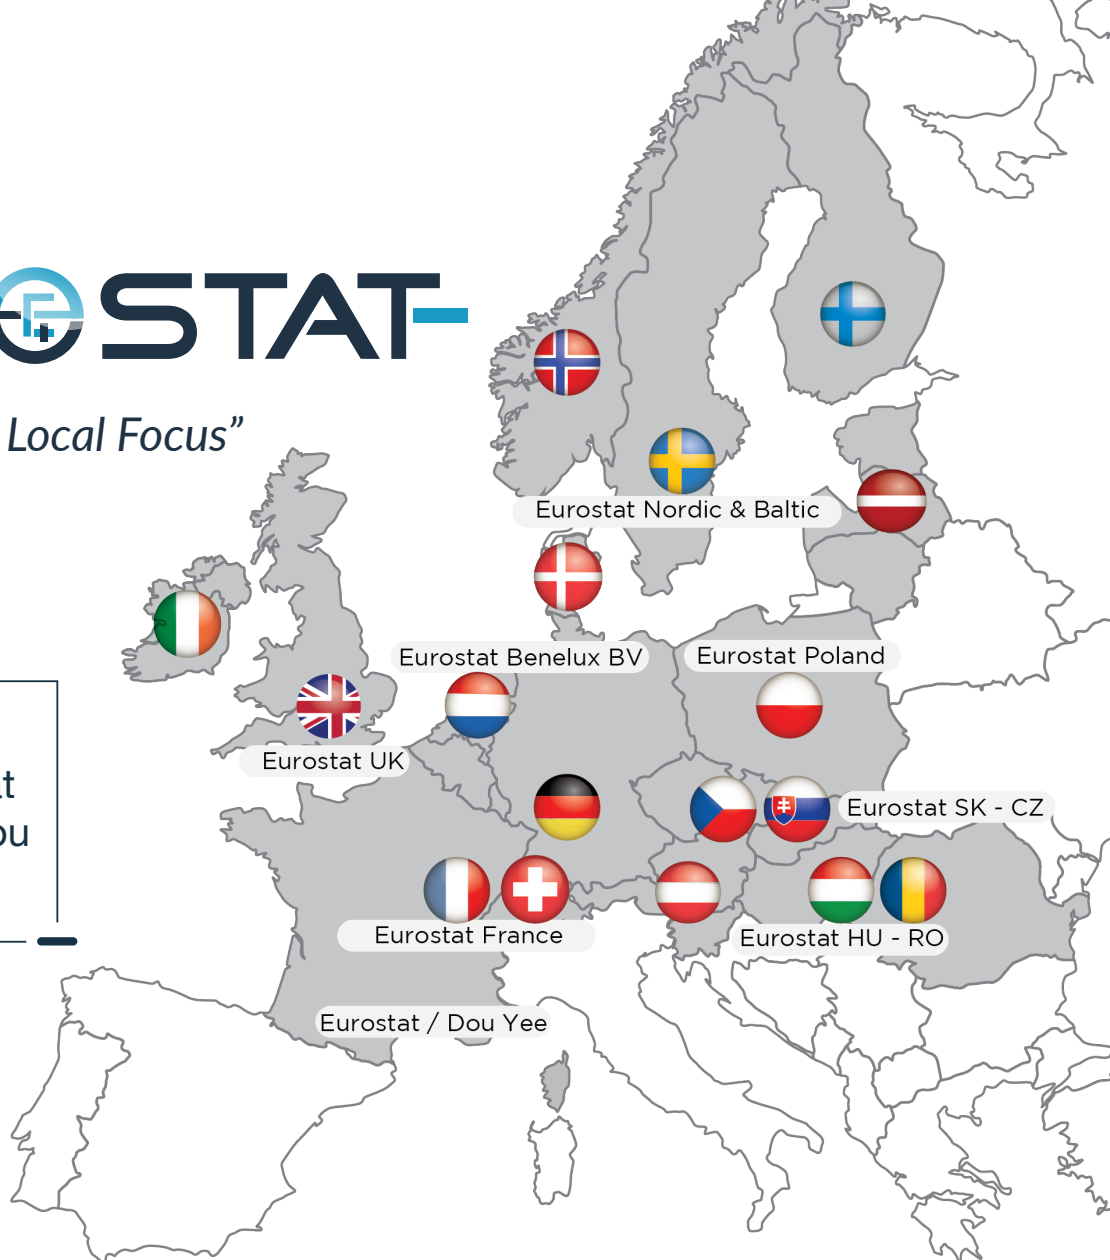 STAT
Local Focus”
Eurostat Nordic & Baltic
Eurostat Benelux BV
Eurostat Poland
Eurostat UK
Eurostat SK - CZ
Eurostat France
Eurostat HU - RO
Eurostat / Dou Yee